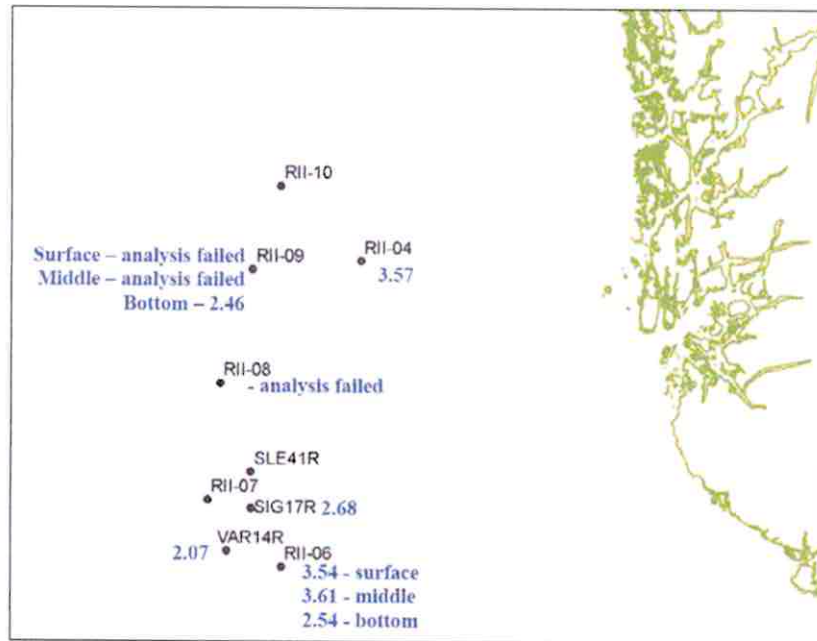 RII-10
Surface – analysis failed
Middle – analysis failed
Bottom – 2.46
RII-09
RII-04
3.57
RII-08
- analysis failed
SLE41R
RII-07
SIG17R 2.68
VAR14R
2.07
RII-06
3.54 - surface
3.61 - middle
2.54 - bottom